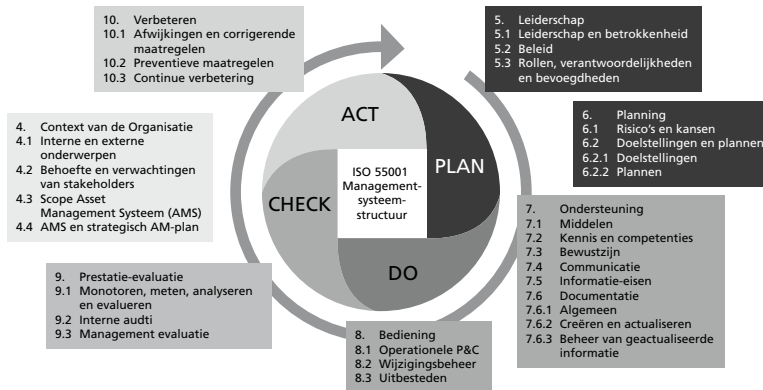 10. Verbeteren
10.1 Afwijkingen en corrigerende
maatregelen
10.2 Preventieve maatregelen
10.3 Continue verbetering
5. Leiderschap
5.1 Leiderschap en betrokkenheid
5.2 Beleid
5.3 Rollen, verantwoordelijkheden
en bevoegdheden
4. Context van de Organisatie
4.1 Interne en externe
onderwerpen
4.2 Behoefte en verwachtingen
van stakeholders
4.3 Scope Asset
Management Systeem (AMS)
4.4 AMS en strategisch AM-plan
ACT
PLAN
CHECK
DO
ISO 55001
Management-
systeem-
structuur
6. Planning
6.1 Risico's en kansen
6.2 Doelstellingen en plannen
6.2.1 Doelstellingen
6.2.2 Plannen
7. Ondersteuning
7.1 Middelen
7.2 Kennis en competenties
7.3 Bewustzijn
7.4 Communicatie
7.5 Informatie-eisen
7.6 Documentatie
7.6.1 Algemeen
7.6.2 Creëren en actualiseren
7.6.3 Beheer van geactualiseerde
informatie
9. Prestatie-evaluatie
9.1 Monotoren, meten, analyseren
en evalueren
9.2 Interne audti
9.3 Management evaluatie
8. Bediening
8.1 Operationele P&C
8.2 Wijzigingsbeheer
8.3 Uitbesteden